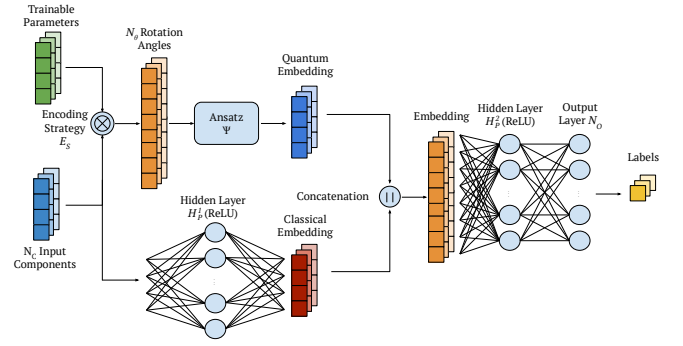 Trainable
Parameters
N_θ Rotation
Angles
Quantum
Embedding
Encoding
Strategy
E_S
⊗
Ansatz
Ψ
N_C Input
Components
Hidden Layer
H_P^1 (ReLU)
Classical
Embedding
Concatenation
||
Embedding
Hidden Layer
H_P^2 (ReLU)
Output
Layer N_O
Labels